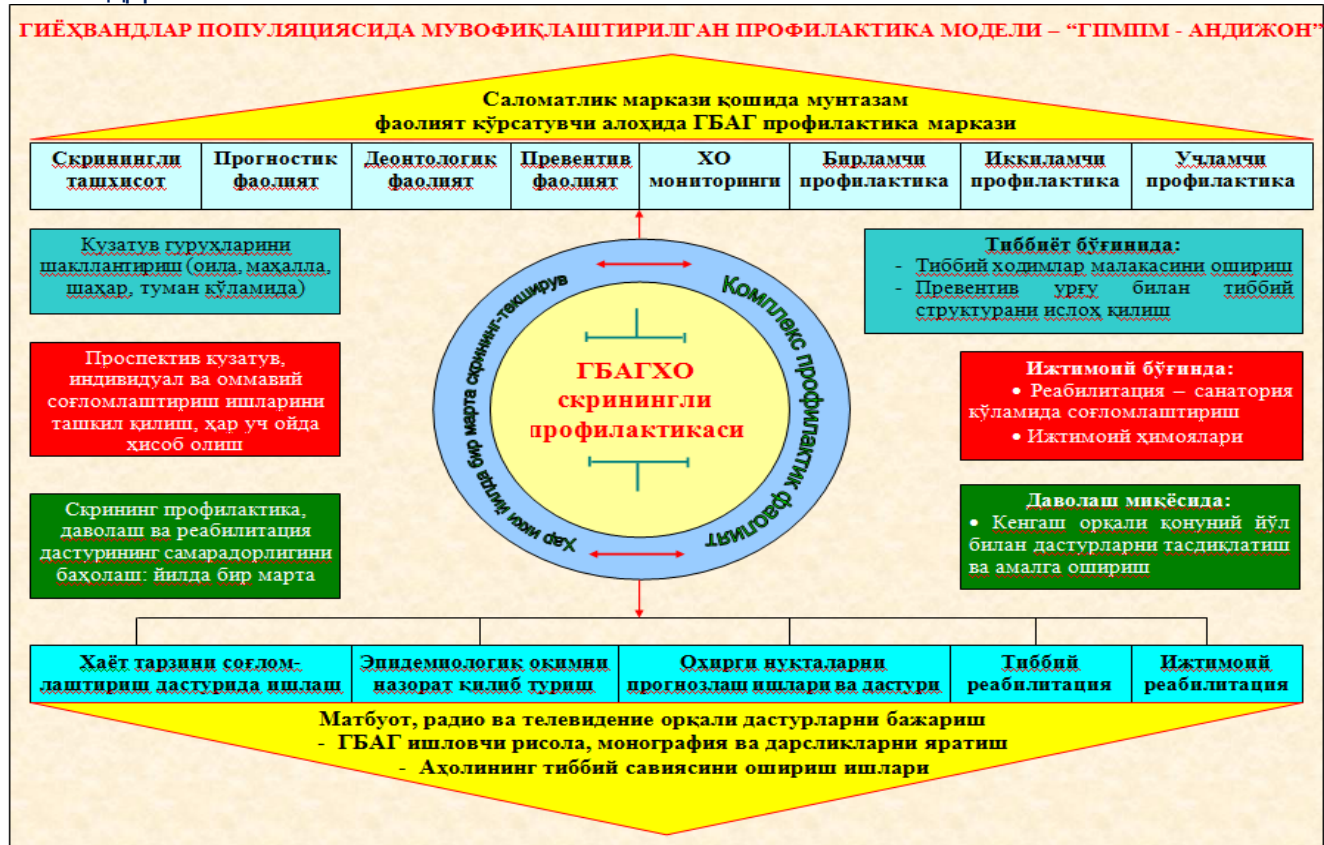 ГИЁҲВАНДЛАР ПОПУЛЯЦИЯСИДА МУВОФИҚЛАШТИРИЛГАН ПРОФИЛАКТИКА МОДЕЛИ – “ГПМПМ - АНДИЖОН”
Саломатлик маркази қошида мунтазам
фаолият кўрсатувчи алоҳида ГБАГ профилактика маркази
Скринингли
ташхисот
Прогностик
фаолият
Деонтологик
фаолият
Превентив
фаолият
ХО
мониторинги
Бирламчи
профилактика
Иккиламчи
профилактика
Учламчи
профилактика
Кузатув гуруҳларини
шакллантириш (оила, маҳалла,
шаҳар, туман кўламида)
Проспектив кузатув,
индивидуал ва оммавий
соғломлаштириш ишларини
ташкил қилиш, ҳар уч ойда
ҳисоб олиш
Скрининг профилактика,
даволаш ва реабилитация
дастурининг самарадорлигини
баҳолаш: йилда бир марта
Ҳар икки йилда бир марта скрининг-текширув
Комплекс профилактик фаолият
ГБАГХО
скринингли
профилактикаси
Тиббиёт бўғинида:
- Тиббий ходимлар малакасини ошириш
- Превентив урғу билан тиббий
структурани ислоҳ қилиш
Ижтимоий бўғинда:
• Реабилитация – санатория
кўламида соғломлаштириш
• Ижтимоий ҳимоялари
Даволаш миқёсида:
• Кенгаш орқали қонуний йўл
билан дастурларни тасдиқлатиш
ва амалга ошириш
Хаёт тарзини соғлом-
лаштириш дастурида ишлаш
Эпидемиологик оқимни
назорат қилиб туриш
Охирги нуқталарни
прогнозлаш ишлари ва дастури
Тиббий
реабилитация
Ижтимоий
реабилитация
Матбуот, радио ва телевидение орқали дастурларни бажариш
- ГБАГ ишловчи рисола, монография ва дарсликларни яратиш
- Аҳолининг тиббий савиясини ошириш ишлари